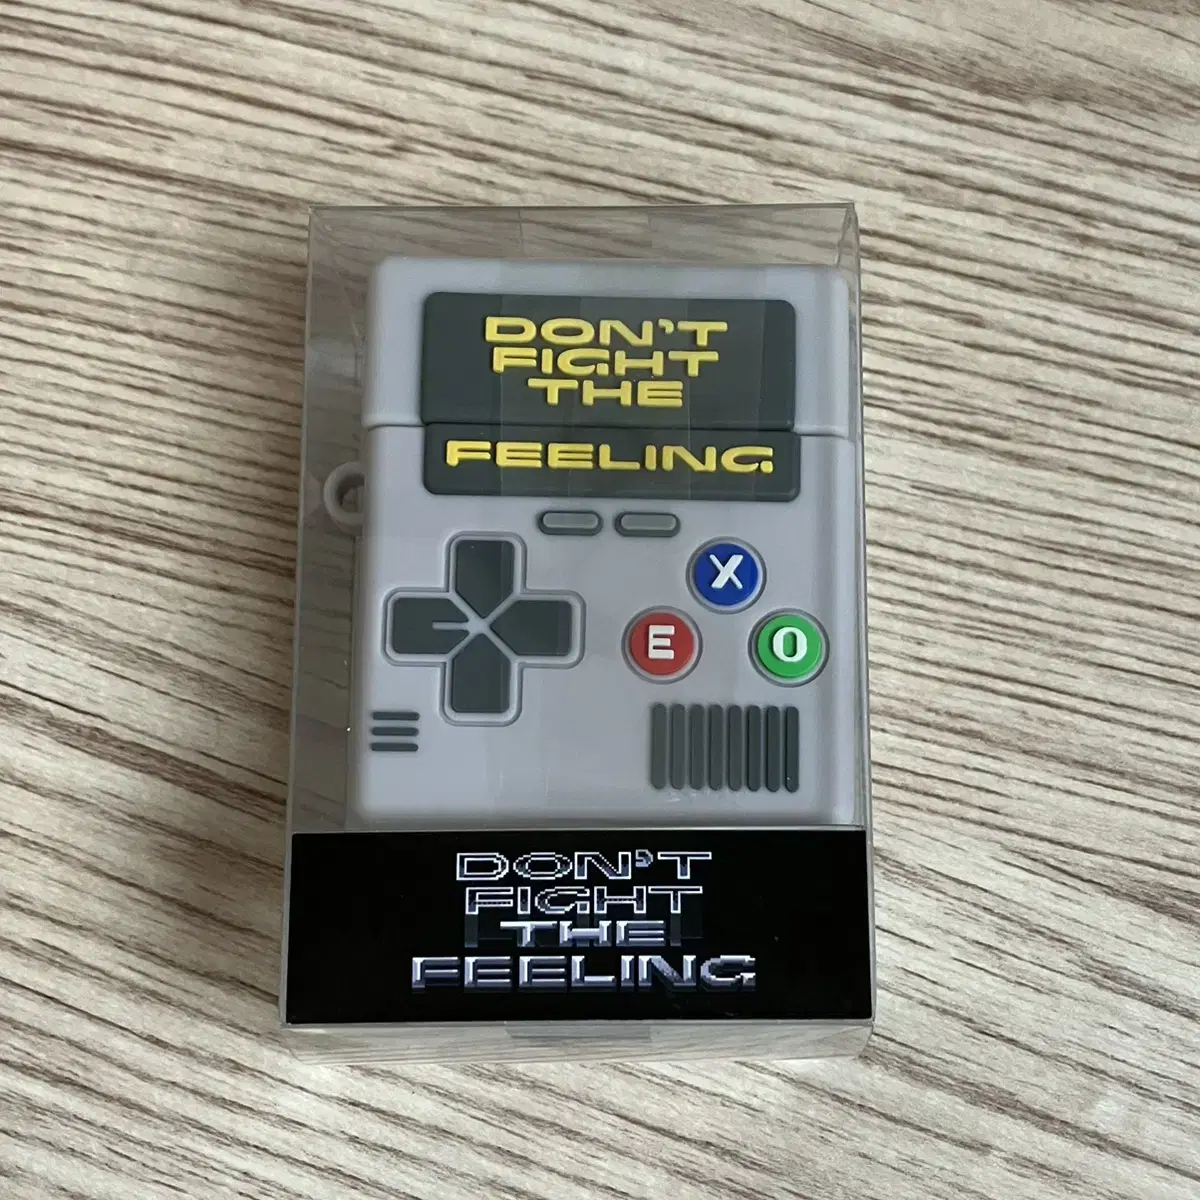 DON'T
FIGHT
THE
FEELING
X
E
O
DON'T
FIGHT
THE
FEELING